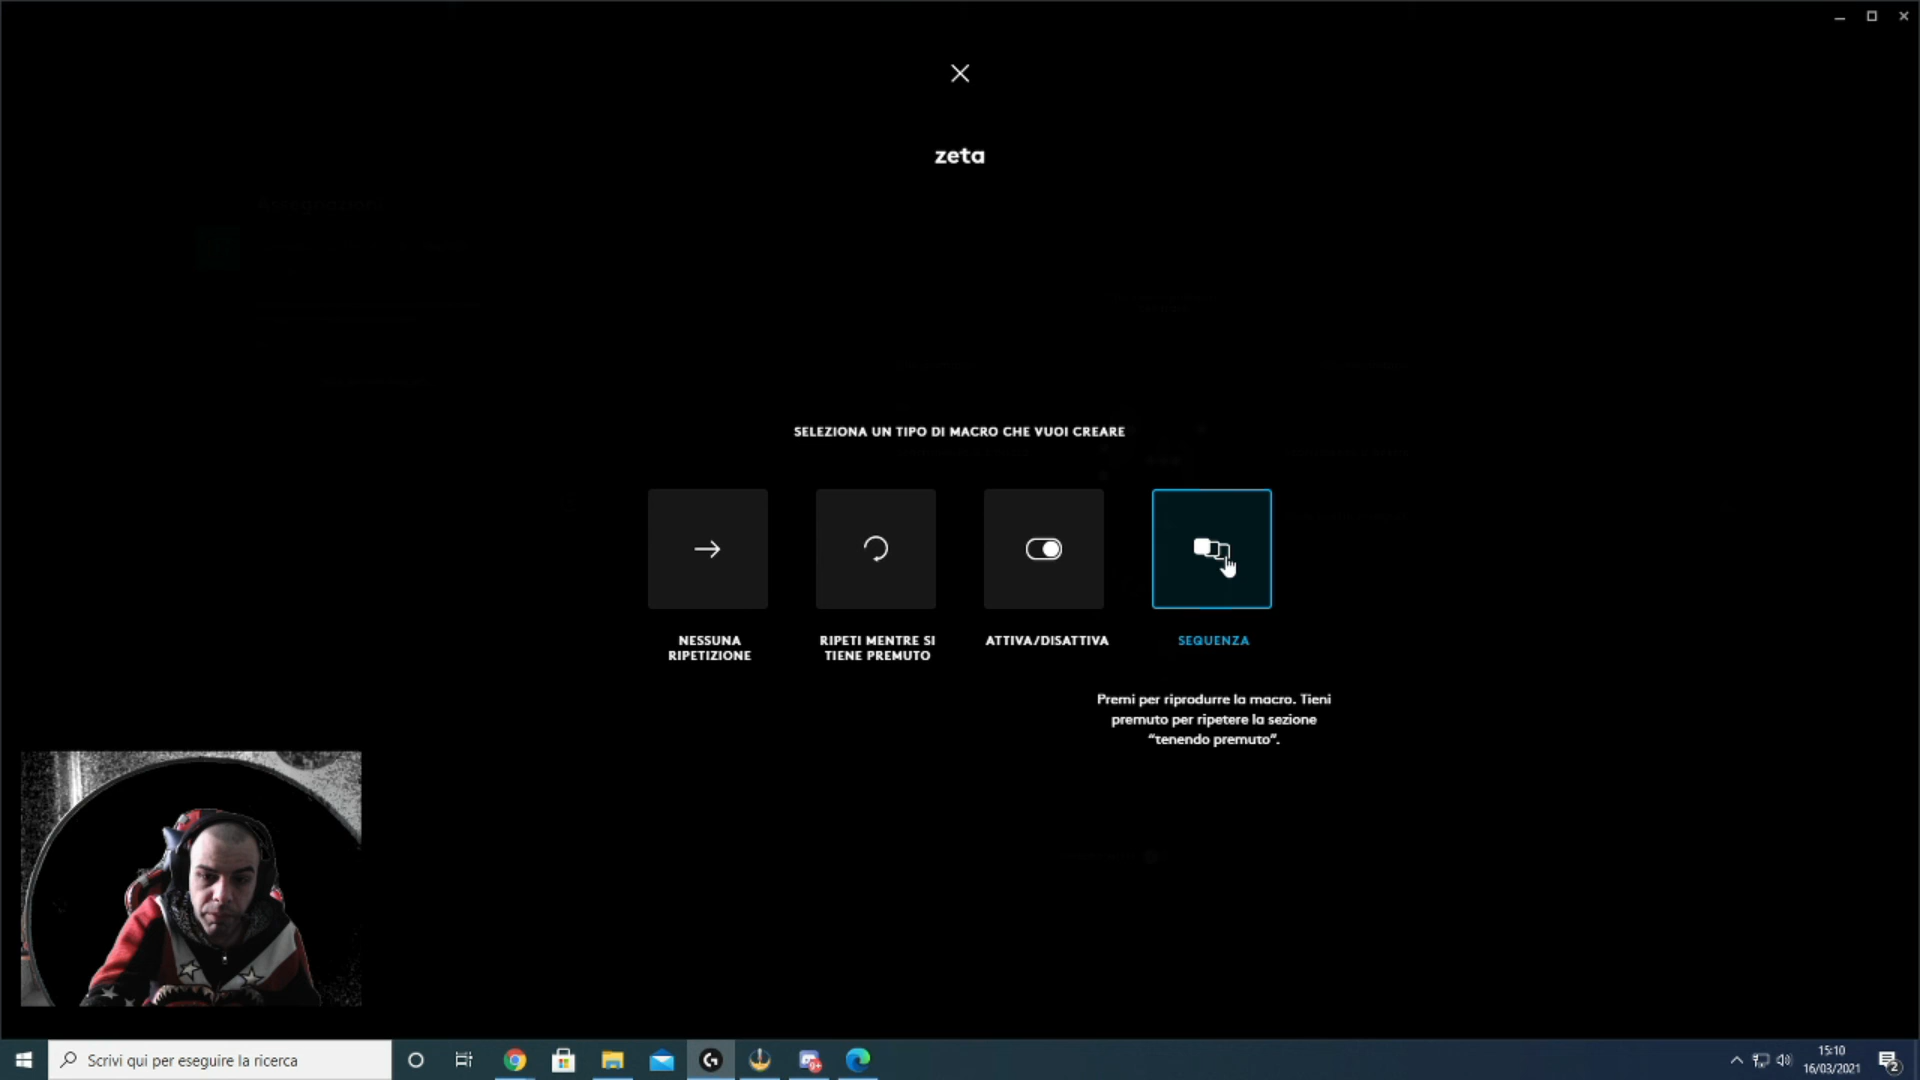 zeta
SELEZIONA UN TIPO DI MACRO CHE VUOI CREARE
NESSUNA
RIPETIZIONE
RIPETI MENTRE SI
TIENE PREMUTO
ATTIVA/DISATTIVA
SEQUENZA
Premi per riprodurre la macro. Tieni
premuto per ripetere la sezione
“tenendo premuto”.
Scrivi qui per eseguire la ricerca
9+
15:10
16/03/2021
2